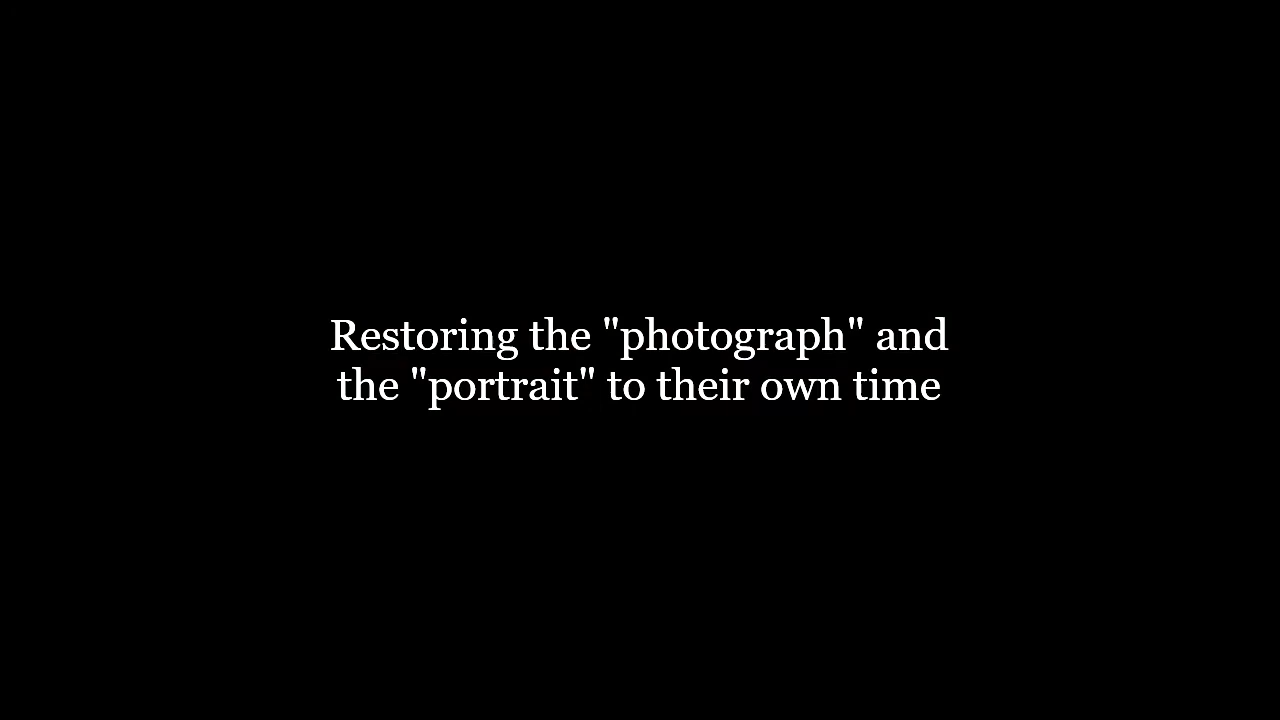 Restoring the "photograph" and
the "portrait" to their own time